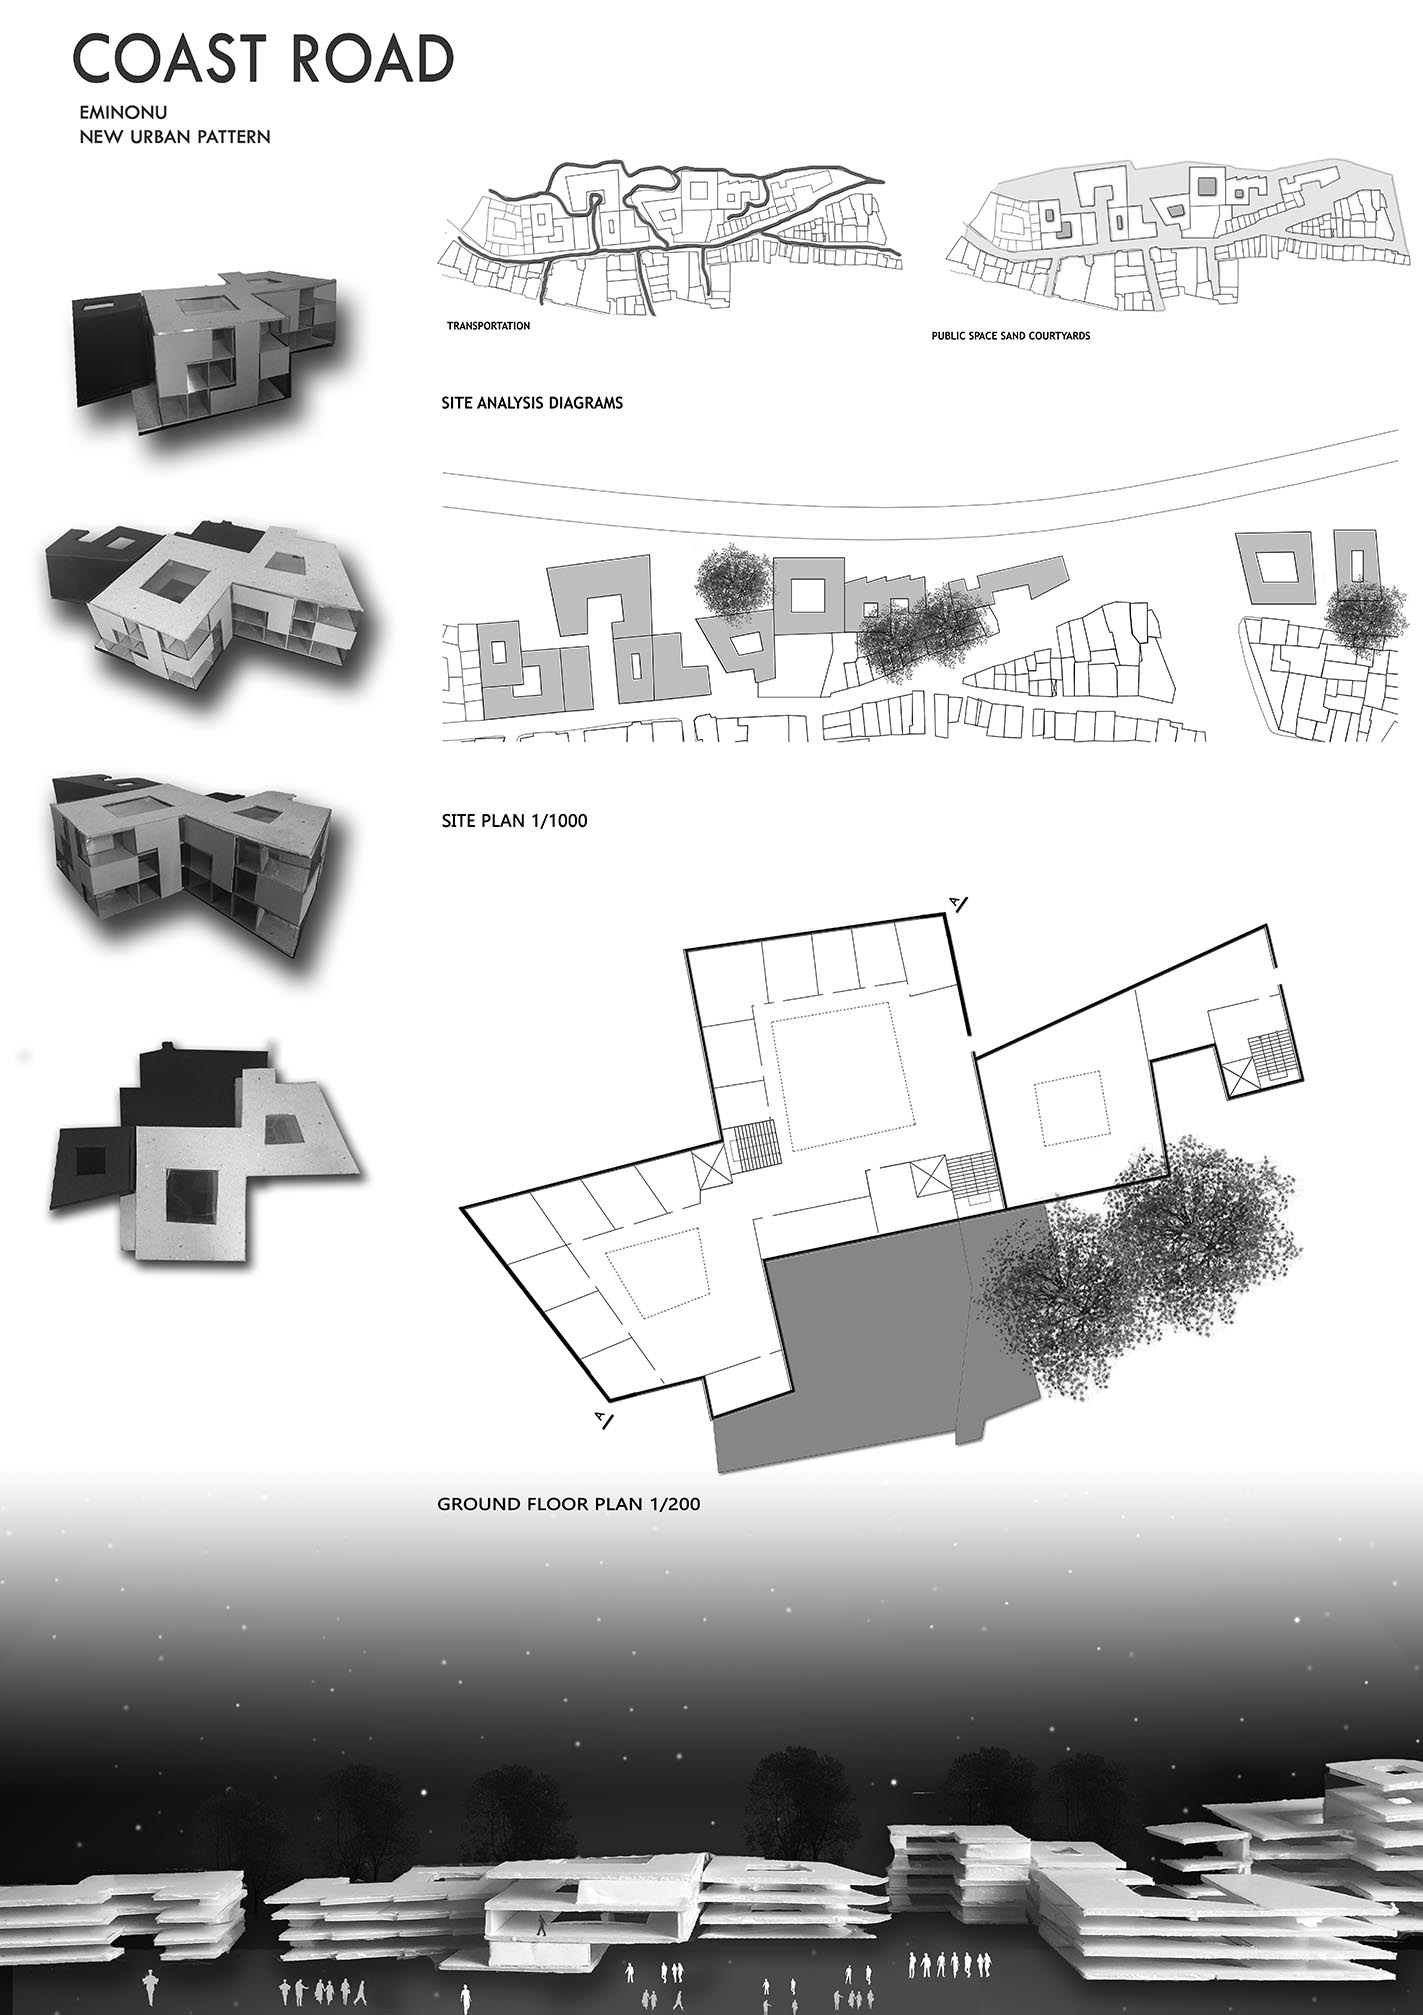 COAST ROAD
EMINONU
NEW URBAN PATTERN
TRANSPORTATION
PUBLIC SPACE SAND COURTYARDS
SITE ANALYSIS DIAGRAMS
SITE PLAN 1/1000
A
A
GROUND FLOOR PLAN 1/200